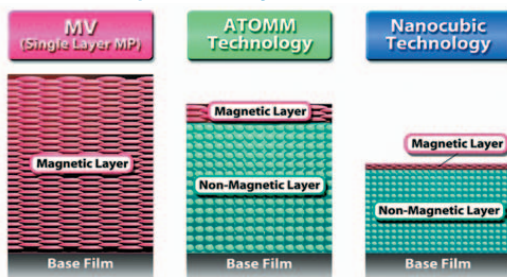 MV
(Single Layer MP)
Magnetic Layer
Base Film
ATOMM
Technology
Magnetic Layer
Non-Magnetic Layer
Base Film
Nanocubic
Technology
Magnetic Layer
Non-Magnetic Layer
Base Film